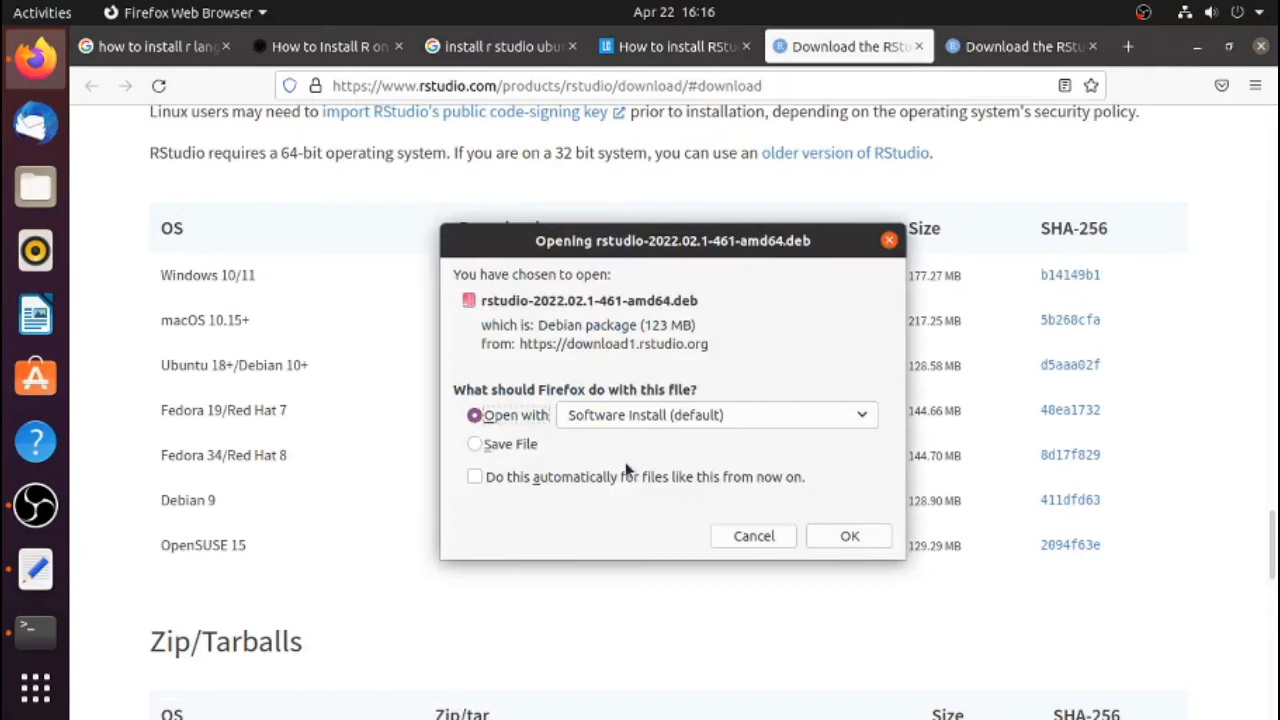 Activities
Firefox Web Browser
Apr 22 16:16
how to install r lang
How to Install R on
install r studio ubu
How to install RStu
Download the RStu
Download the RStu
https://www.rstudio.com/products/rstudio/download/#download
Linux users may need to import RStudio's public code-signing key prior to installation, depending on the operating system's security policy.
RStudio requires a 64-bit operating system. If you are on a 32 bit system, you can use an older version of RStudio.
OS
Size
SHA-256
Windows 10/11
177.27 MB
b14149b1
macOS 10.15+
217.25 MB
5b268cfa
Ubuntu 18+/Debian 10+
128.58 MB
d5aaa02f
Fedora 19/Red Hat 7
144.66 MB
48ea1732
Fedora 34/Red Hat 8
144.70 MB
8d17f829
Debian 9
128.90 MB
411dfd63
OpenSUSE 15
129.29 MB
2094f63e
Opening rstudio-2022.02.1-461-amd64.deb
You have chosen to open:
rstudio-2022.02.1-461-amd64.deb
which is: Debian package (123 MB)
from: https://download1.rstudio.org
What should Firefox do with this file?
Open with
Software Install (default)
Save File
Do this automatically for files like this from now on.
Cancel
OK
Zip/Tarballs
OS
Zip/tar
Size
SHA-256